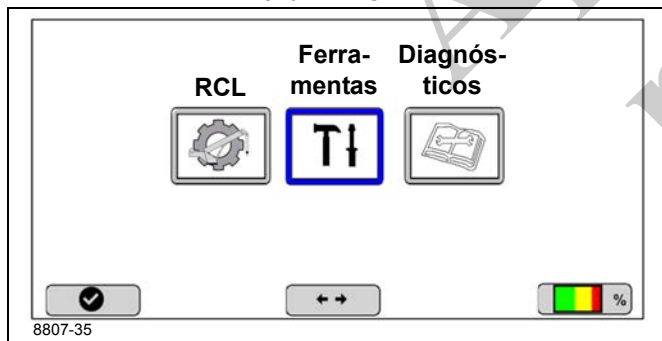 Ferra-
mentas
Diagnós-
ticos
RCL
%
8807-35